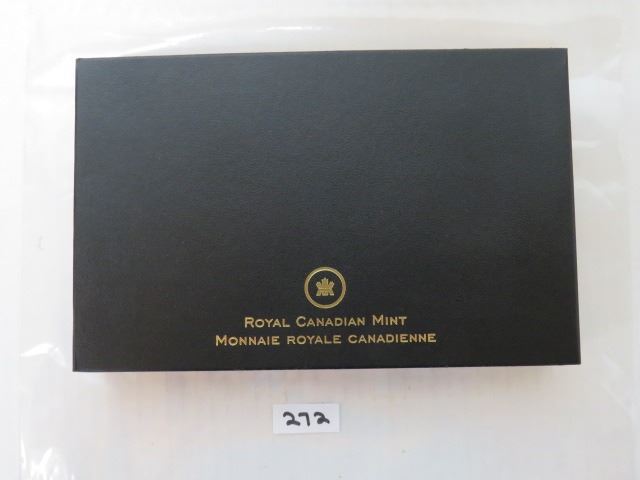 ROYAL CANADIAN MINT
MONNAIE ROYALE CANADIENNE
272